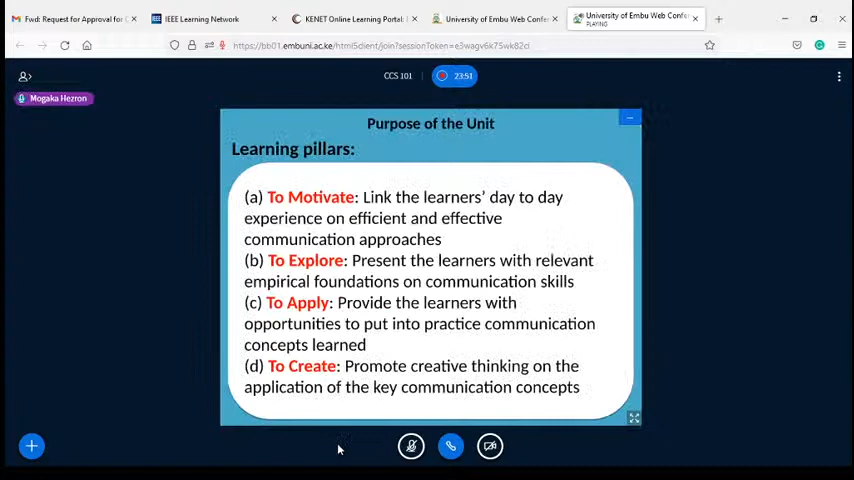 Fwd: Request for Approval for C
IEEE Learning Network
KENET Online Learning Portal:
University of Embu Web Confer
University of Embu Web Confer
PLAYING
https://bb01.embuni.ac.ke/html5client/join?sessionToken=e3wagv6k75wk82cl
CCS 101
23:51
Mogaka Hezron
Purpose of the Unit
Learning pillars:
(a) To Motivate: Link the learners' day to day
experience on efficient and effective
communication approaches
(b) To Explore: Present the learners with relevant
empirical foundations on communication skills
(c) To Apply: Provide the learners with
opportunities to put into practice communication
concepts learned
(d) To Create: Promote creative thinking on the
application of the key communication concepts